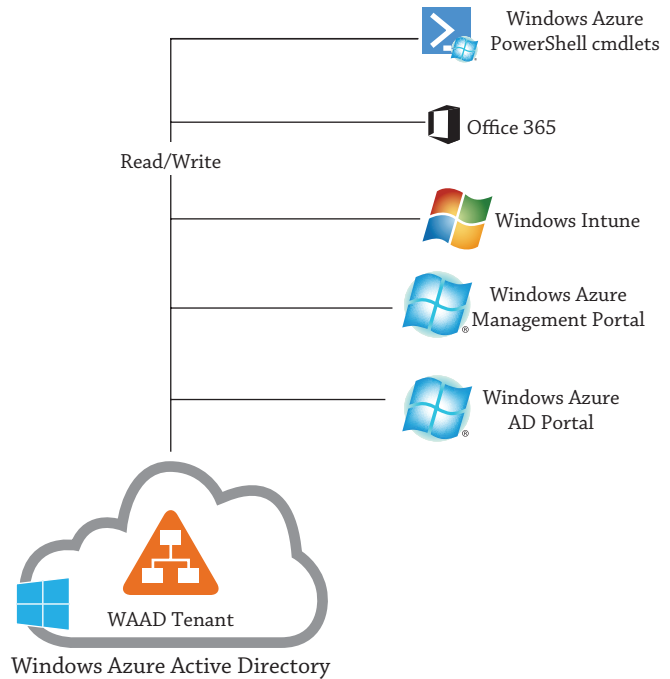 Windows Azure
PowerShell cmdlets
Office 365
Read/Write
Windows Intune
Windows Azure
Management Portal
®
Windows Azure
AD Portal
®
WAAD Tenant
Windows Azure Active Directory